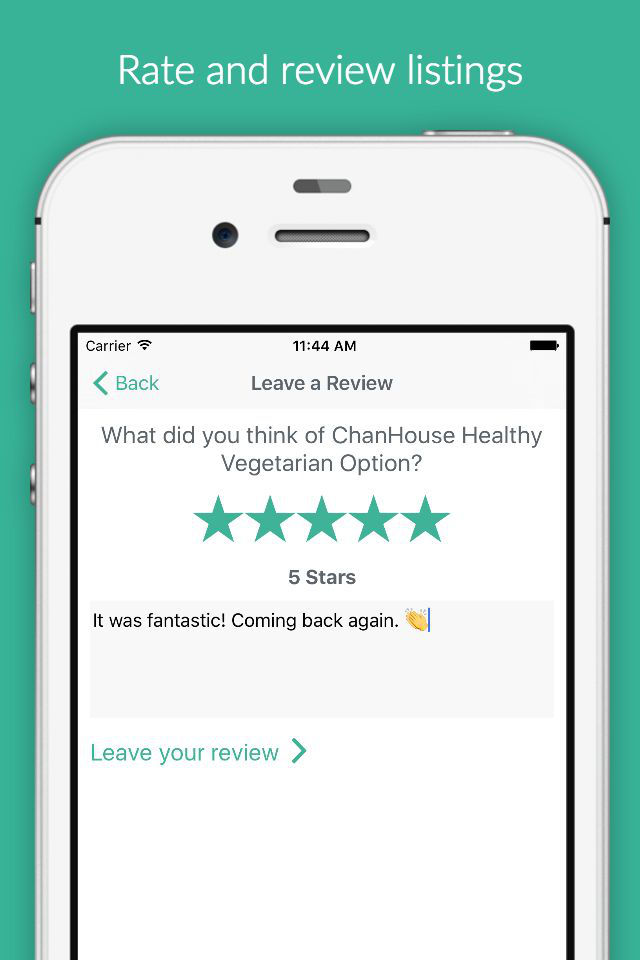 Rate and review listings
Carrier 11:44 AM
Back Leave a Review
What did you think of ChanHouse Healthy
Vegetarian Option?
5 Stars
It was fantastic! Coming back again. 👏
Leave your review